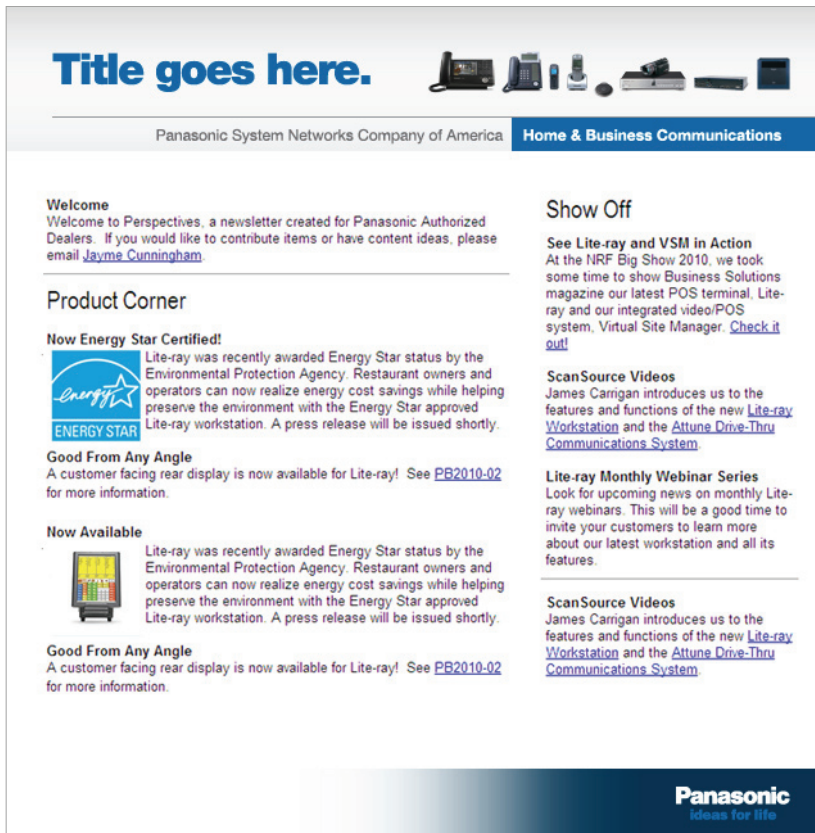 Title goes here.
Panasonic System Networks Company of America
Home & Business Communications
Welcome
Welcome to Perspectives, a newsletter created for Panasonic Authorized
Dealers.  If you would like to contribute items or have content ideas, please
email Jayme Cunningham.
Product Corner
Now Energy Star Certified!
energy
ENERGY STAR
Lite-ray was recently awarded Energy Star status by the
Environmental Protection Agency. Restaurant owners and
operators can now realize energy cost savings while helping
preserve the environment with the Energy Star approved
Lite-ray workstation. A press release will be issued shortly.
Good From Any Angle
A customer facing rear display is now available for Lite-ray!  See PB2010-02
for more information.
Now Available
Lite-ray was recently awarded Energy Star status by the
Environmental Protection Agency. Restaurant owners and
operators can now realize energy cost savings while helping
preserve the environment with the Energy Star approved
Lite-ray workstation. A press release will be issued shortly.
Good From Any Angle
A customer facing rear display is now available for Lite-ray!  See PB2010-02
for more information.
Show Off
See Lite-ray and VSM in Action
At the NRF Big Show 2010, we took
some time to show Business Solutions
magazine our latest POS terminal, Lite-
ray and our integrated video/POS
system, Virtual Site Manager. Check it
out!
ScanSource Videos
James Carrigan introduces us to the
features and functions of the new Lite-ray
Workstation and the Attune Drive-Thru
Communications System.
Lite-ray Monthly Webinar Series
Look for upcoming news on monthly Lite-
ray webinars. This will be a good time to
invite your customers to learn more
about our latest workstation and all its
features.
ScanSource Videos
James Carrigan introduces us to the
features and functions of the new Lite-ray
Workstation and the Attune Drive-Thru
Communications System.
Panasonic
ideas for life